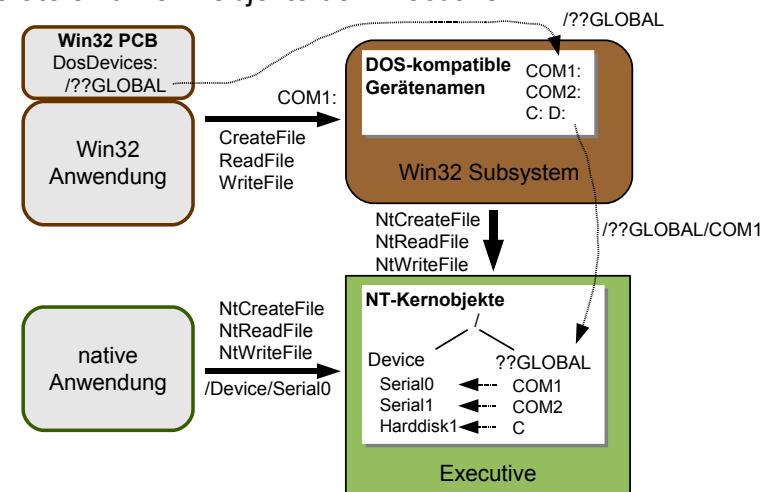 /??GLOBAL
Win32 PCB
DosDevices:
/??GLOBAL
Win32
Anwendung
COM1:
CreateFile
ReadFile
WriteFile
DOS-kompatible
Gerätenamen
COM1:
COM2:
C: D:
Win32 Subsystem
NtCreateFile
NtReadFile
NtWriteFile
/??GLOBAL/COM1
native
Anwendung
NtCreateFile
NtReadFile
NtWriteFile
/Device/Serial0
NT-Kernobjekte
/
Device
??GLOBAL
Serial0
COM1
Serial1
COM2
Harddisk1
C
Executive